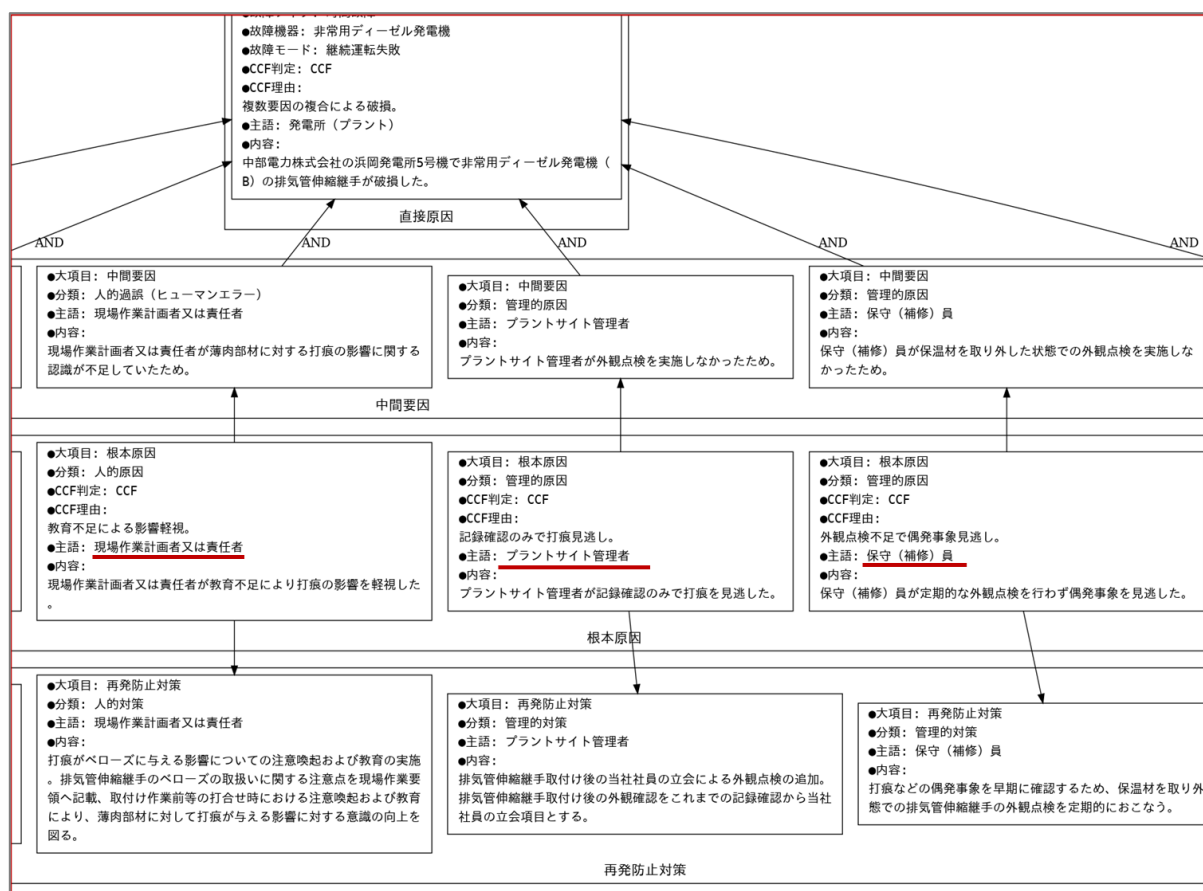 ●故障機器: 非常用ディーゼル発電機
●故障モード: 継続運転失敗
●CCF判定: CCF
●CCF理由:
複数要因の複合による破損。
●主語: 発電所（プラント）
●内容:
中部電力株式会社の浜岡発電所5号機で非常用ディーゼル発電機（
B）の排気管伸縮継手が破損した。
直接原因
AND
AND
AND
AND
AND
●大項目: 中間要因
●分類: 人的過誤（ヒューマンエラー）
●主語: 現場作業計画者又は責任者
●内容:
現場作業計画者又は責任者が薄肉部材に対する打痕の影響に関する
認識が不足していたため。
●大項目: 中間要因
●分類: 管理的原因
●主語: プラントサイト管理者
●内容:
プラントサイト管理者が外観点検を実施しなかったため。
●大項目: 中間要因
●分類: 管理的原因
●主語: 保守（補修）員
●内容:
保守（補修）員が保温材を取り外した状態での外観点検を実施しな
かったため。
中間要因
●大項目: 根本原因
●分類: 人的原因
●CCF判定: CCF
●CCF理由:
教育不足による影響軽視。
●主語: 現場作業計画者又は責任者
●内容:
現場作業計画者又は責任者が教育不足により打痕の影響を軽視した
。
●大項目: 根本原因
●分類: 管理的原因
●CCF判定: CCF
●CCF理由:
記録確認のみで打痕見逃し。
●主語: プラントサイト管理者
●内容:
プラントサイト管理者が記録確認のみで打痕を見逃した。
●大項目: 根本原因
●分類: 管理的原因
●CCF判定: CCF
●CCF理由:
外観点検不足で偶発事象見逃し。
●主語: 保守（補修）員
●内容:
保守（補修）員が定期的な外観点検を行わず偶発事象を見逃した。
根本原因
●大項目: 再発防止対策
●分類: 人的対策
●主語: 現場作業計画者又は責任者
●内容:
打痕がベローズに与える影響についての注意喚起および教育の実施
。排気管伸縮継手のベローズの取扱いに関する注意点を現場作業要
領へ記載、取付け作業前等の打合せ時における注意喚起および教育
により、薄肉部材に対して打痕が与える影響に対する意識の向上を
図る。
●大項目: 再発防止対策
●分類: 管理的対策
●主語: プラントサイト管理者
●内容:
排気管伸縮継手取付け後の当社社員の立会による外観点検の追加。
排気管伸縮継手取付け後の外観確認をこれまでの記録確認から当社
社員の立会項目とする。
●大項目: 再発防止対策
●分類: 管理的対策
●主語: 保守（補修）員
●内容:
打痕などの偶発事象を早期に確認するため、保温材を取り外
態での排気管伸縮継手の外観点検を定期的におこなう。
再発防止対策